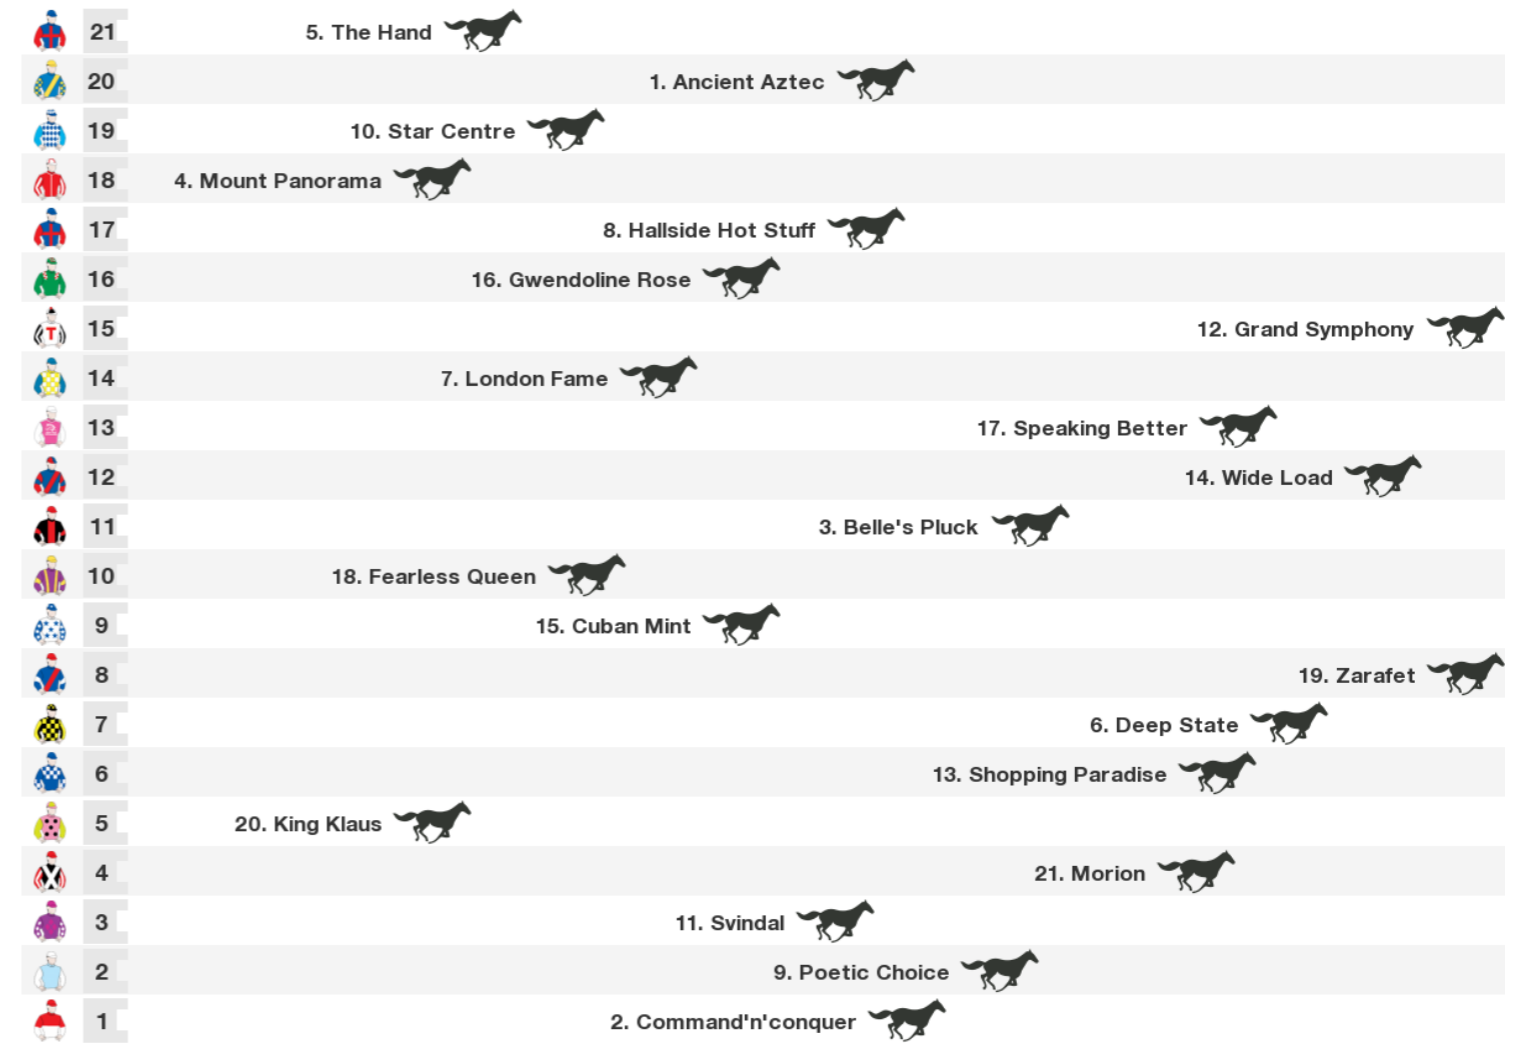 21 5. The Hand
20 1. Ancient Aztec
19 10. Star Centre
18 4. Mount Panorama
17 8. Hallside Hot Stuff
16 16. Gwendoline Rose
T 15 12. Grand Symphony
14 7. London Fame
13 17. Speaking Better
12 14. Wide Load
11 3. Belle's Pluck
10 18. Fearless Queen
9 15. Cuban Mint
8 19. Zarafet
7 6. Deep State
6 13. Shopping Paradise
5 20. King Klaus
4 21. Morion
3 11. Svindal
2 9. Poetic Choice
1 2. Command'n'conquer